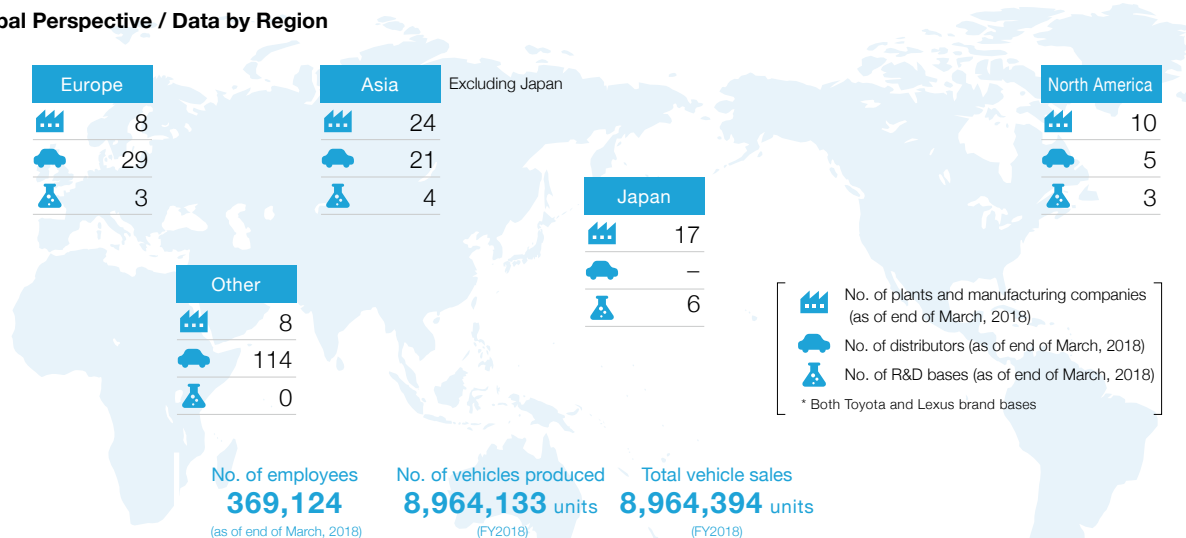 bal Perspective / Data by Region
Europe
8
29
3
Asia
Excluding Japan
24
21
4
North America
10
5
3
Japan
17
–
6
Other
8
114
0
No. of plants and manufacturing companies
(as of end of March, 2018)
No. of distributors (as of end of March, 2018)
No. of R&D bases (as of end of March, 2018)
* Both Toyota and Lexus brand bases
No. of employees
369,124
(as of end of March, 2018)
No. of vehicles produced
8,964,133 units
(FY2018)
Total vehicle sales
8,964,394 units
(FY2018)